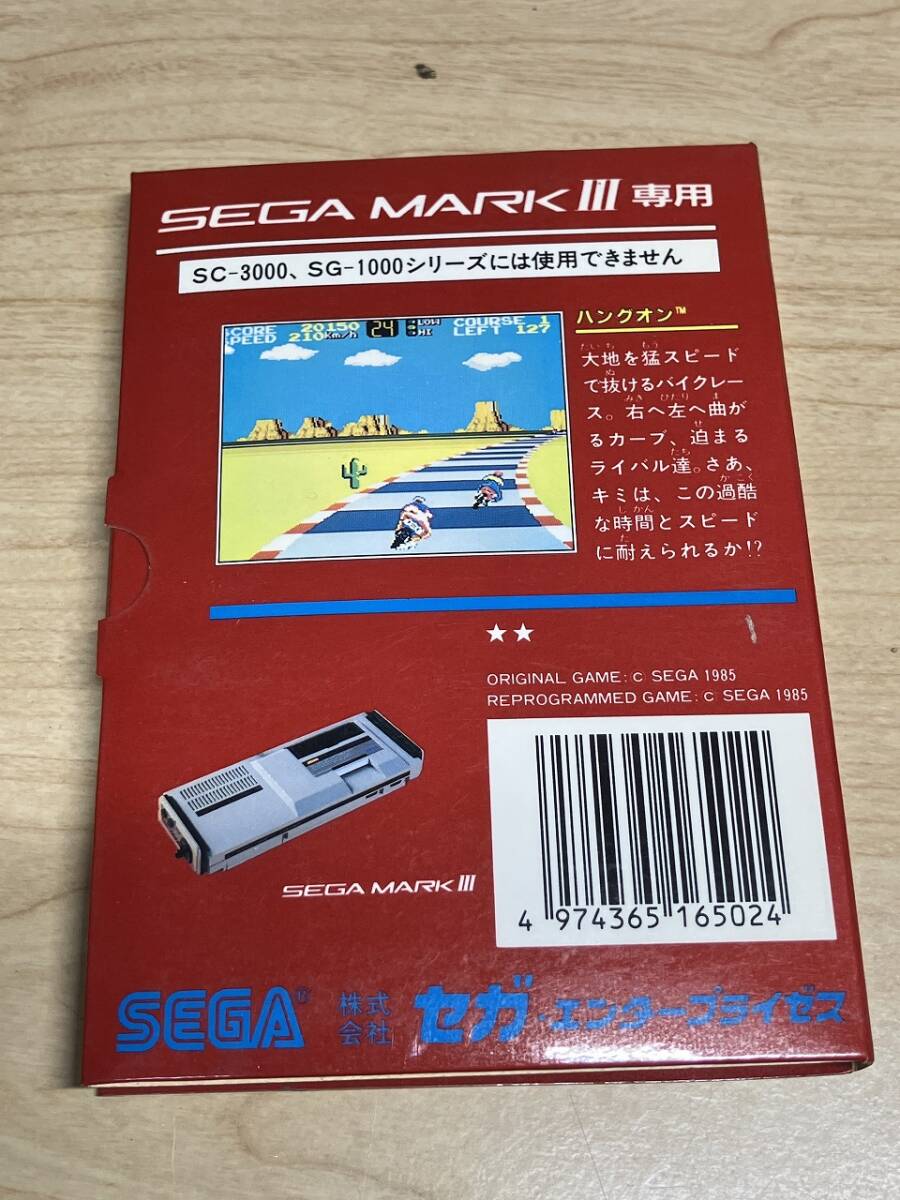 SEGA MARK III 専用
SC-3000、SG-1000シリーズには使用できません
SCORE 20150 24 LOW COURSE 1
SPEED 210km/h HI LEFT 127
ハングオン™
大地を猛スピード
で抜けるバイクレー
ス。右へ左へ曲が
るカーブ、迫まる
ライバル達。さあ、
キミは、この過酷
な時間とスピード
に耐えられるか!?
★★
ORIGINAL GAME: C SEGA 1985
REPROGRAMMED GAME: C SEGA 1985
SEGA MARK III
4 974365 165024
SEGA® 株式会社 セガ・エンタープライゼス